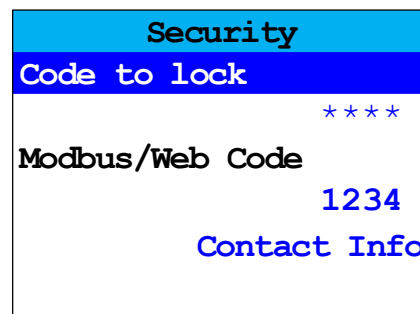 Security
Code to lock
****
Modbus/Web Code
1234
Contact Info